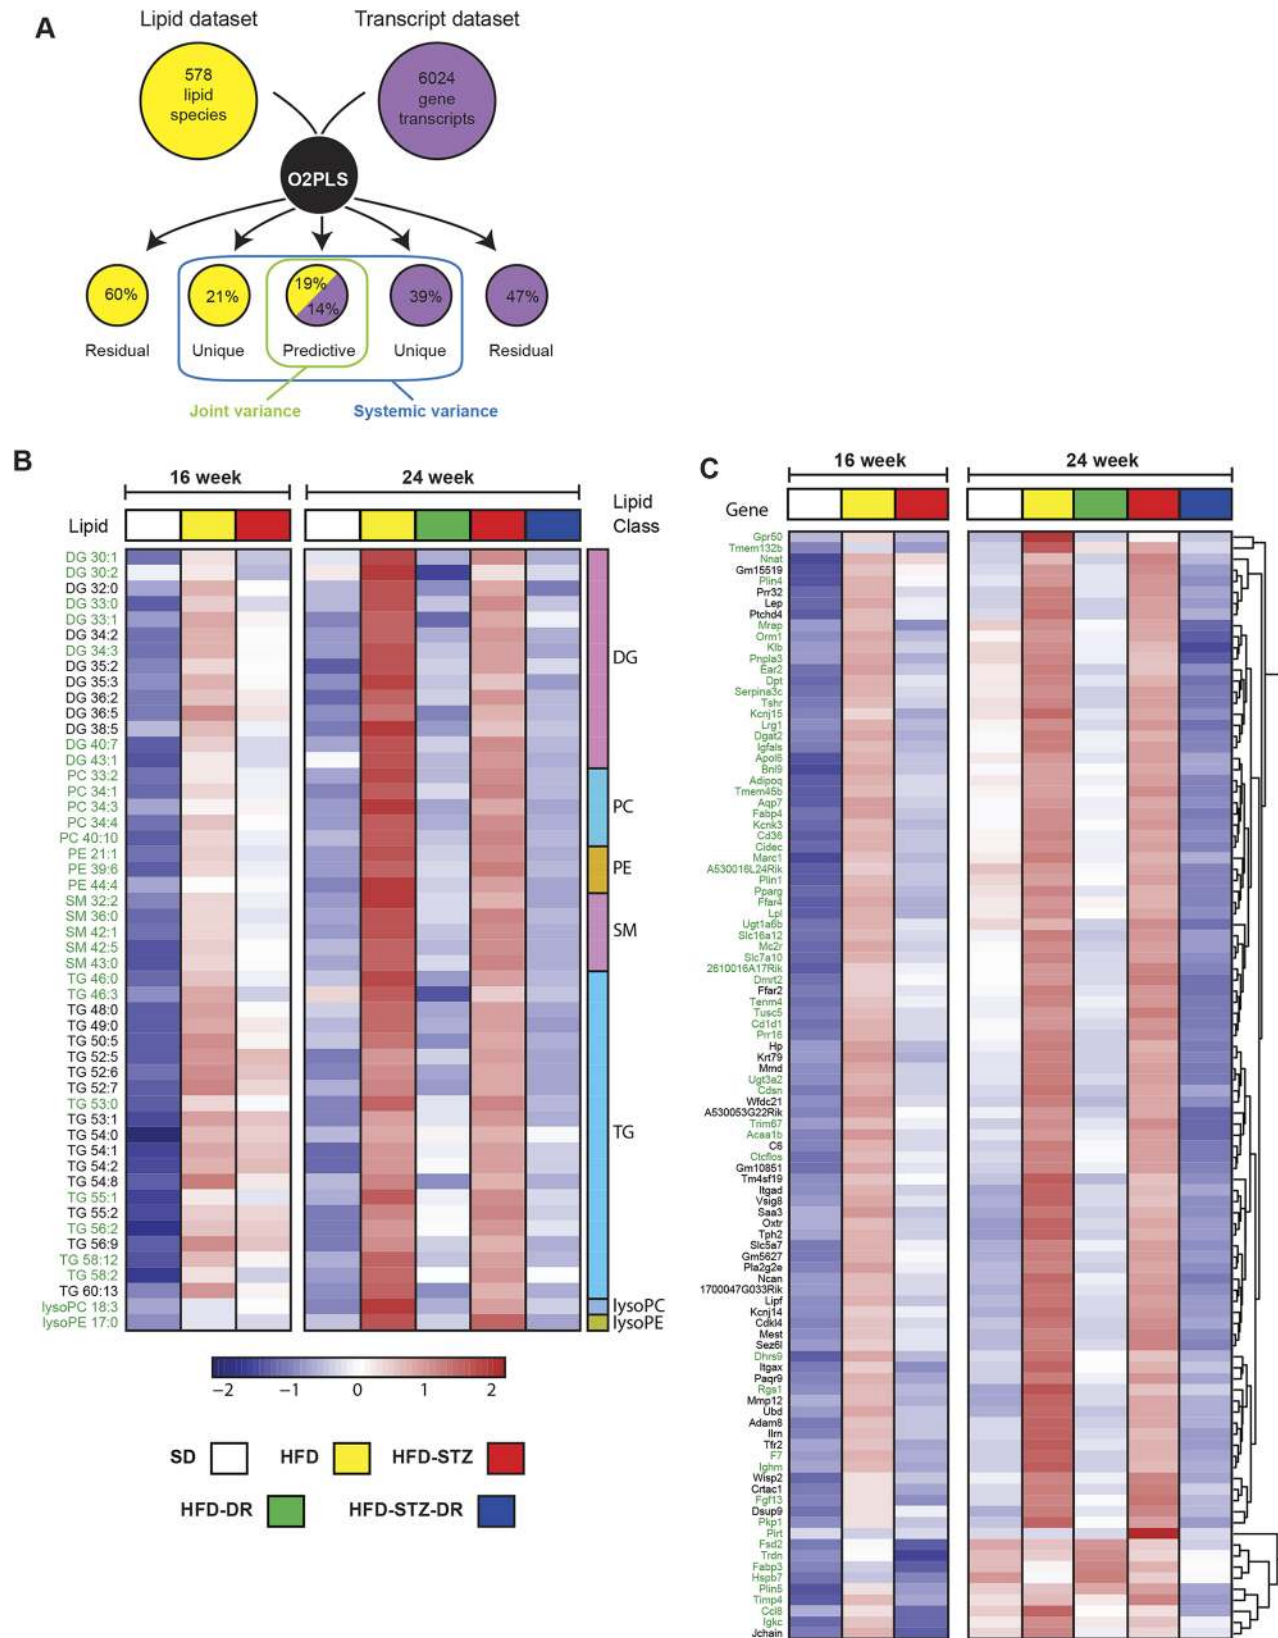 A
Lipid dataset
Transcript dataset
578
lipid
species
6024
gene
transcripts
O2PLS
60%
21%
19%
14%
39%
47%
Residual
Unique
Predictive
Unique
Residual
Joint variance
Systemic variance
B
16 week
24 week
Lipid
Lipid
Class
DG 30:1
DG 30:2
DG 32:0
DG 33:0
DG 33:1
DG 34:2
DG 34:3
DG 35:2
DG 35:3
DG 36:2
DG 36:5
DG 38:5
DG 40:7
DG 43:1
PC 33:2
PC 34:1
PC 34:3
PC 34:4
PC 40:10
PE 21:1
PE 39:6
PE 44:4
SM 32:2
SM 36:0
SM 42:1
SM 42:5
SM 43:0
TG 46:0
TG 46:3
TG 48:0
TG 49:0
TG 50:5
TG 52:5
TG 52:6
TG 52:7
TG 53:0
TG 53:1
TG 54:0
TG 54:1
TG 54:2
TG 54:8
TG 55:1
TG 55:2
TG 56:2
TG 56:9
TG 58:12
TG 58:2
TG 60:13
lysoPC 18:3
lysoPE 17:0
DG
PC
PE
SM
TG
lysoPC
lysoPE
−2 −1 0 1 2
SD HFD HFD-STZ
HFD-DR HFD-STZ-DR
C
16 week
24 week
Gene
Gpr50
Tmem132b
Nnat
Gm15519
Plin4
Prr32
Lep
Ptchd4
Mrap
Orm1
Klb
Pnpla3
Ear2
Dpt
Serpina3c
Tshr
Kcnj15
Lrg1
Dgat2
Igfals
Apol6
Bnl9
Adipoq
Tmem45b
Aqp7
Fabp4
Kcnk3
Cd36
Cidec
Marc1
A530016L24Rik
Plin1
Pparg
Ffar4
Lpl
Ugt1a6b
Slc16a12
Mc2r
Slc7a10
2610016A17Rik
Dmrt2
Ffar2
Tenm4
Tusc5
Cd1d1
Prr16
Hp
Krt79
Mmd
Ugt3a2
Cdsn
Wfdc21
A530053G22Rik
Trim67
Acaa1b
C6
Ctcflos
Gm10851
Tm4sf19
Itgad
Vsig8
Saa3
Oxtr
Tph2
Slc5a7
Gm5627
Pla2g2e
Ncan
1700047G033Rik
Lipf
Kcnj14
Cdkl4
Mest
Sez6l
Dhrs9
Itgax
Paqr9
Rgs1
Mmp12
Ubd
Adam8
Ilrn
Tfr2
F7
Ighm
Wisp2
Crtac1
Fgf13
Dsup9
Pkp1
Pirt
Fsd2
Trdn
Fabp3
Hspb7
Plin5
Timp4
Ccl8
Igkc
Jchain